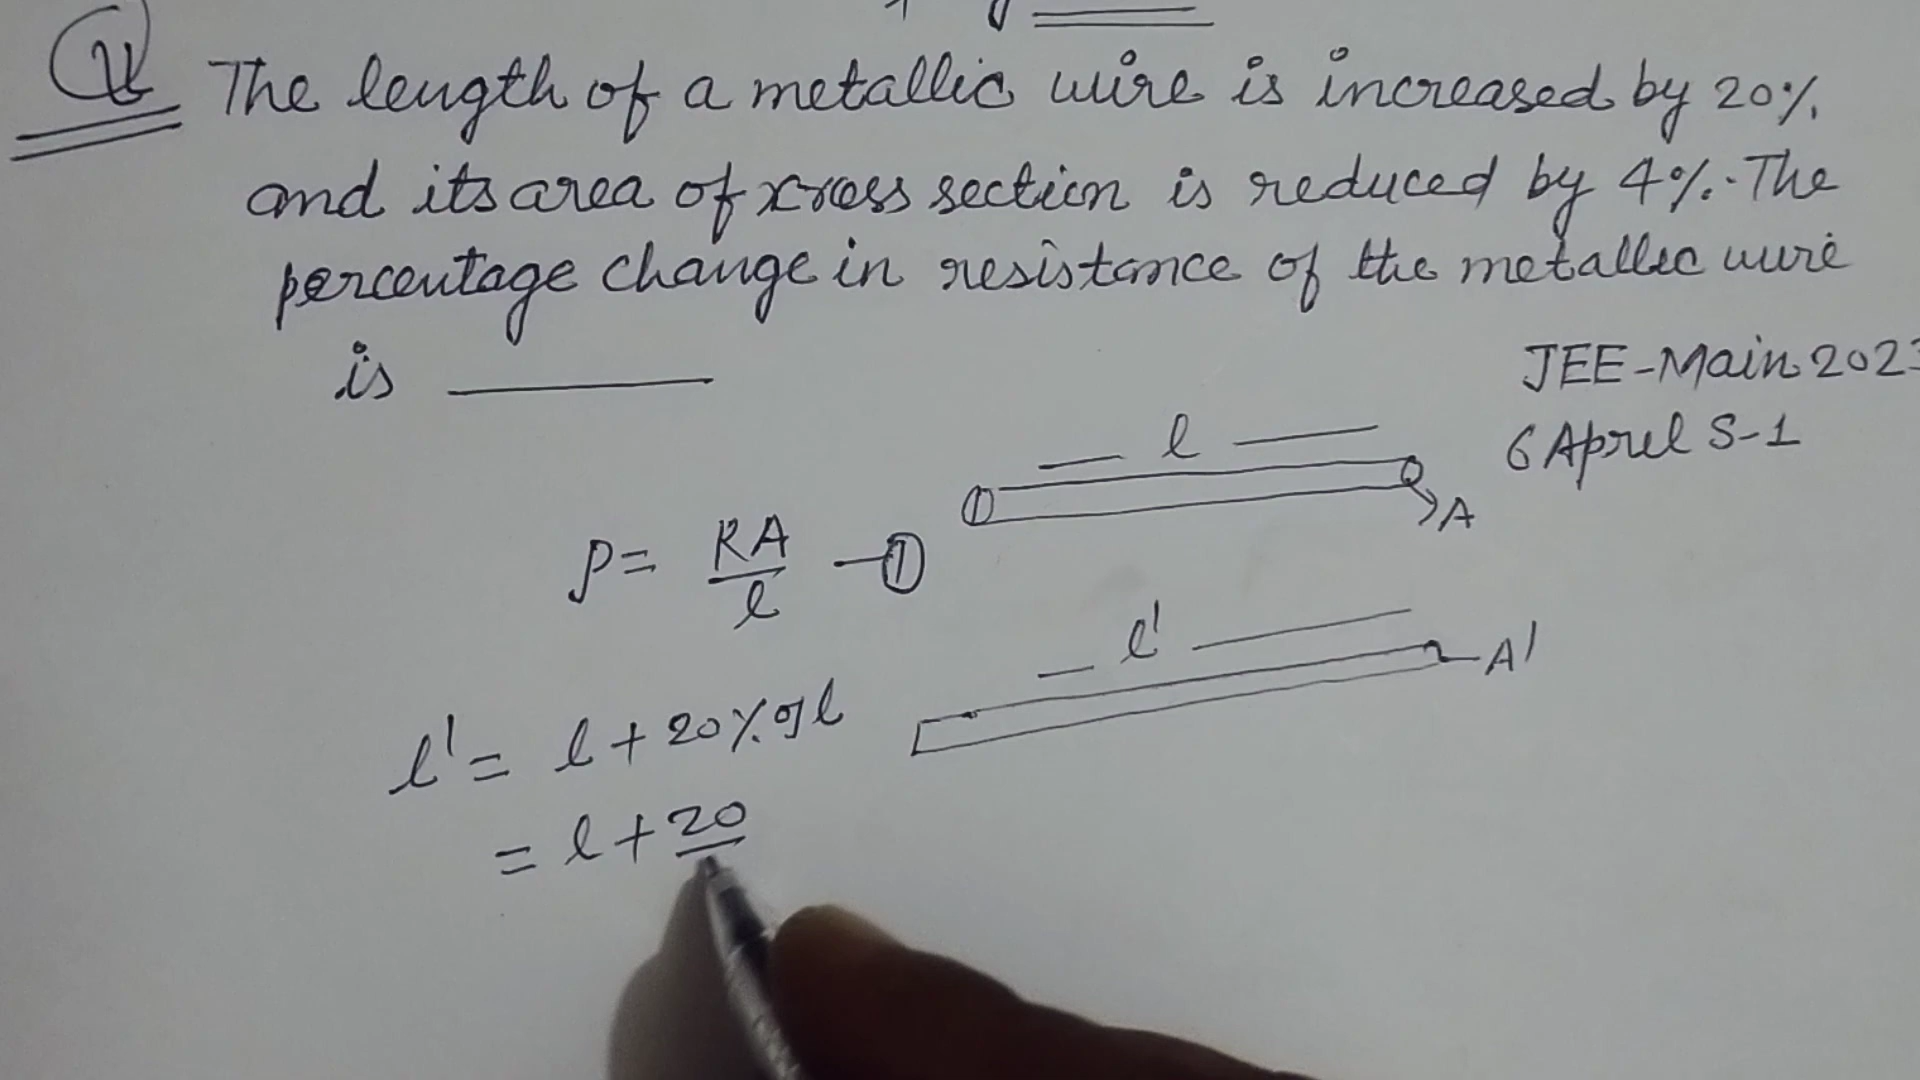 Q The length of a metallic wire is increased by 20%
and its area of cross section is reduced by 4%. The
percentage change in resistance of the metallic wire
is
JEE-Main 2023
6 April S-1
l
A
ρ = RA/l - 1
l'
A'
l' = l + 20% of l
= l + 20